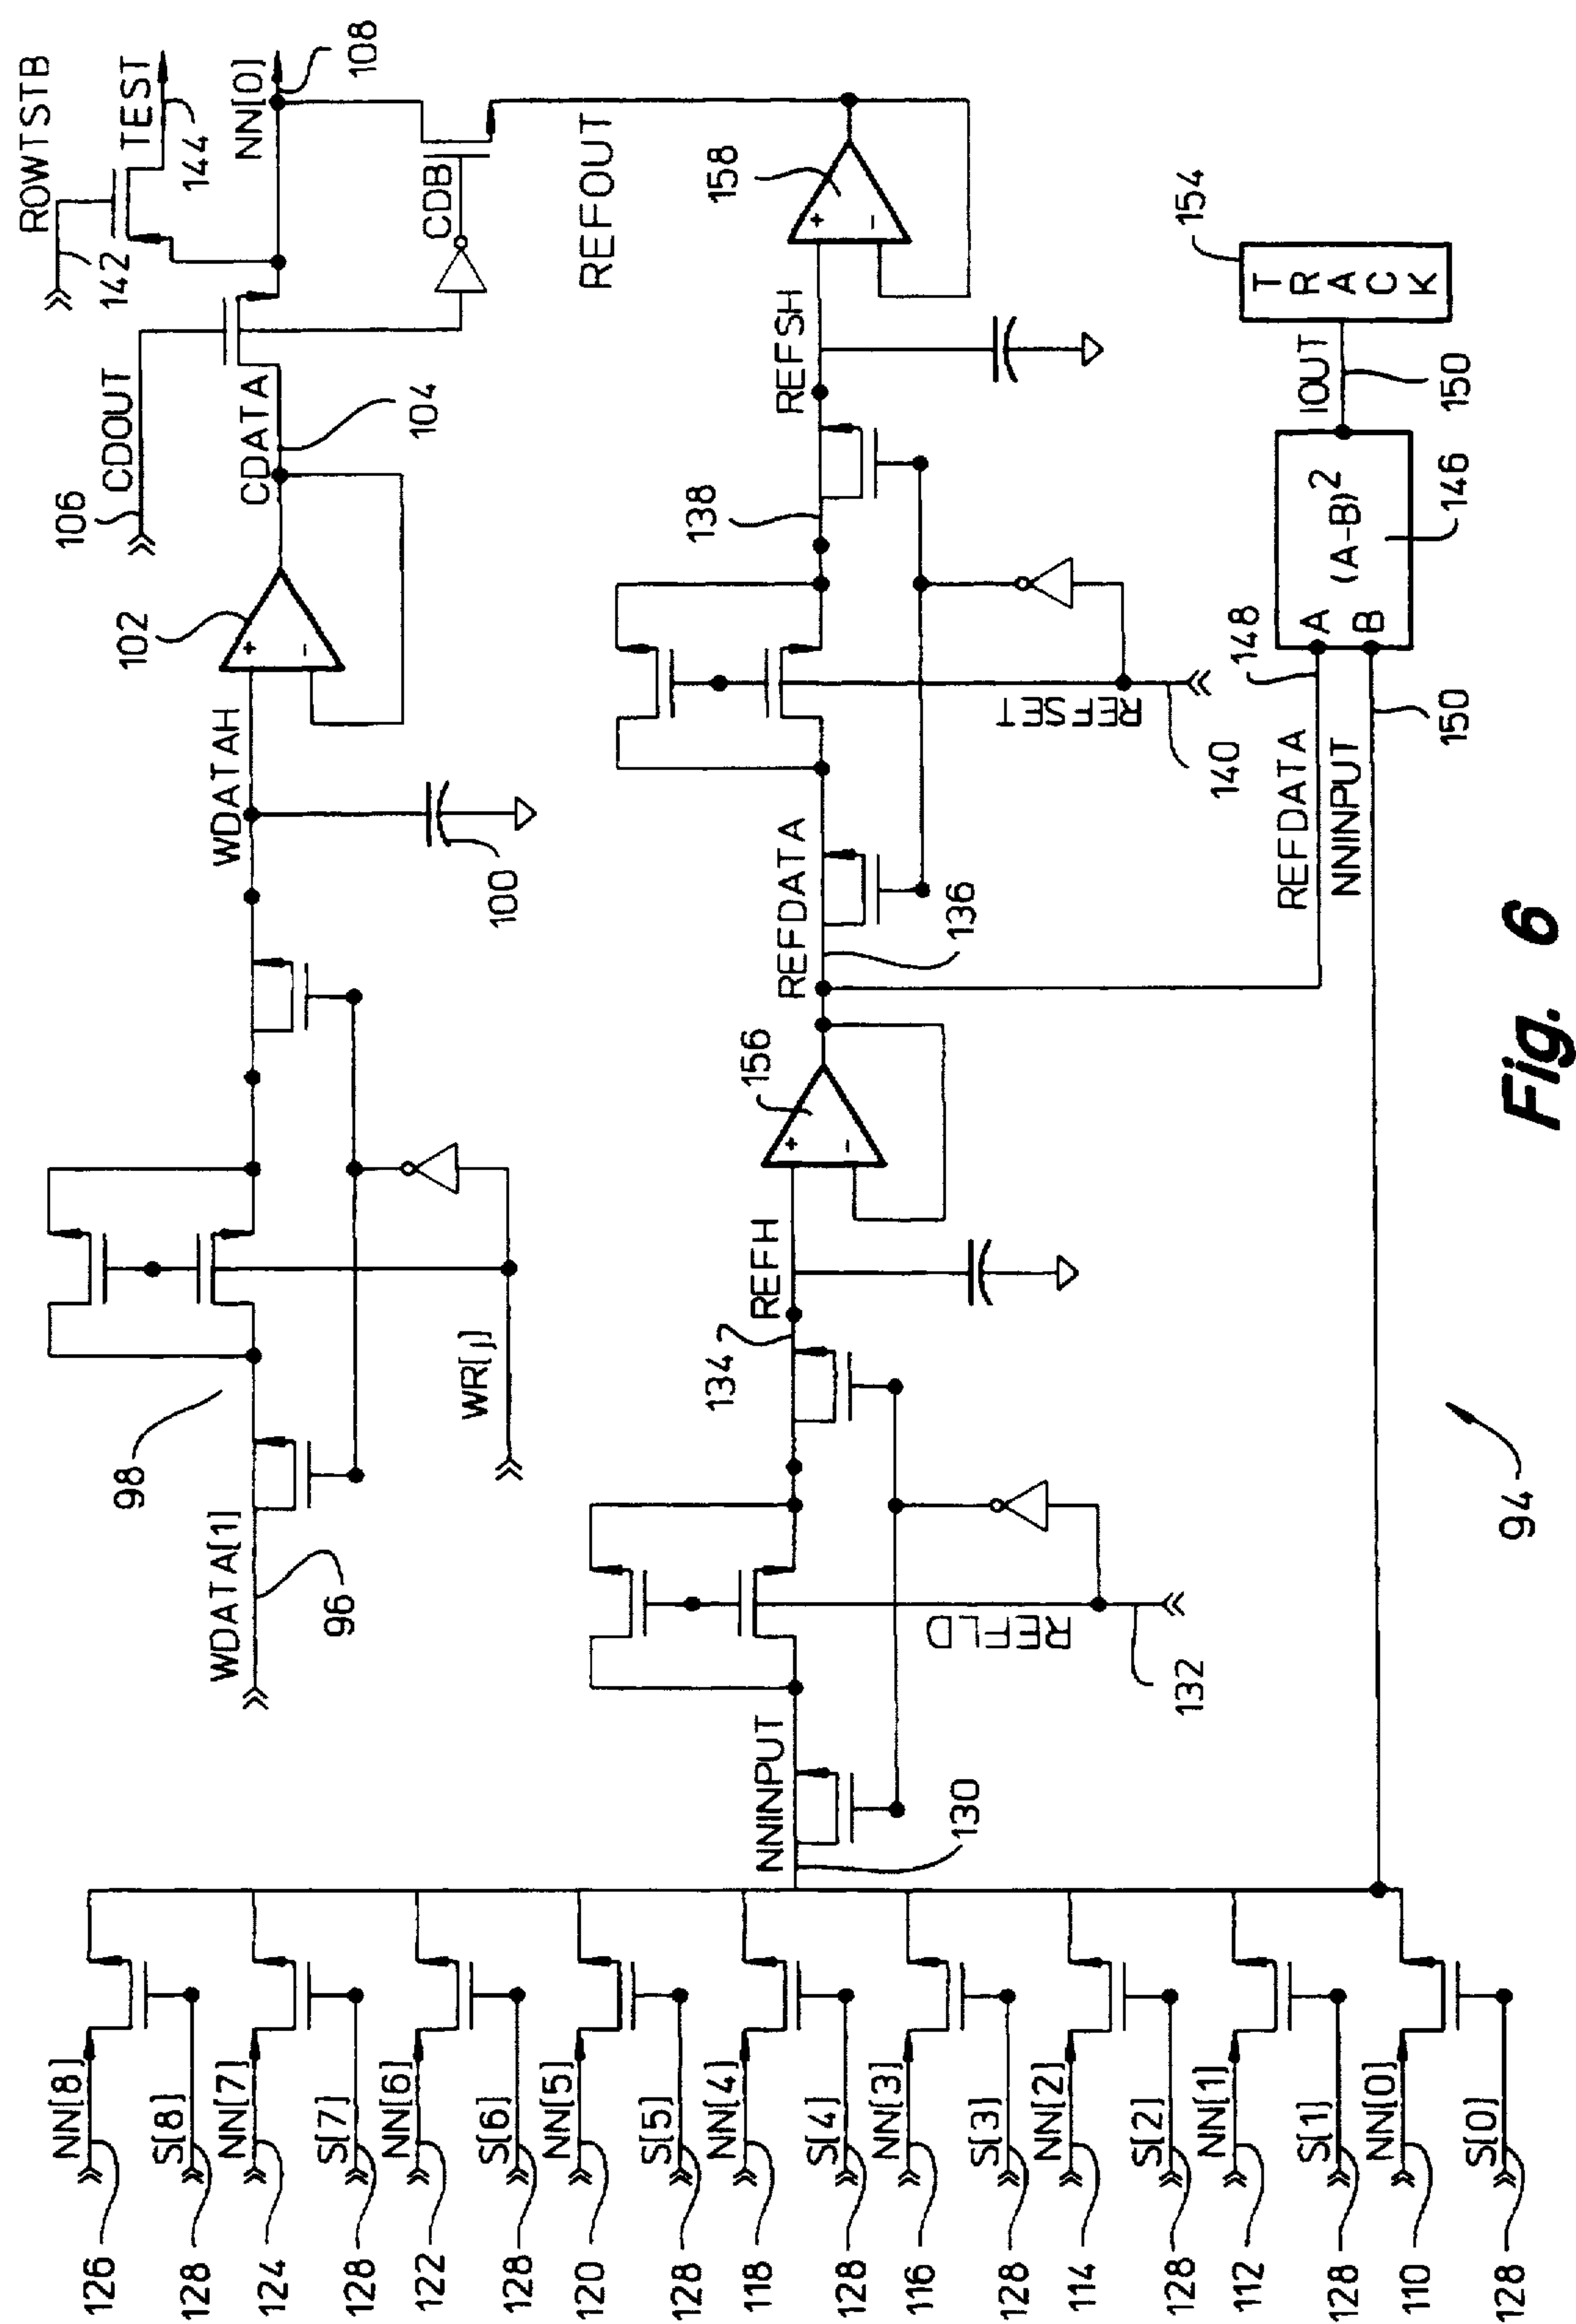 ROWTSTB
142
TEST
144
NN[0]
108
106
CDOUT
CDATA
104
CDB
REFOUT
102
WDATAH
100
98
WDATA[1]
96
WR[j]
158
REFSH
138
REFSET
140
REFDATA
136
156
REFH
134
REFLD
132
NNINPUT
130
+
-
+
-
+
-
+
-
154
TRACK
IOUT
150
(A-B)2
146
148
A
B
REFDATA
NNINPUT
150
126
NN[8]
128
S[8]
124
NN[7]
128
S[7]
122
NN[6]
128
S[6]
120
NN[5]
128
S[5]
118
NN[4]
128
S[4]
116
NN[3]
128
S[3]
114
NN[2]
128
S[2]
112
NN[1]
128
S[1]
110
NN[0]
128
S[0]
94
Fig. 6